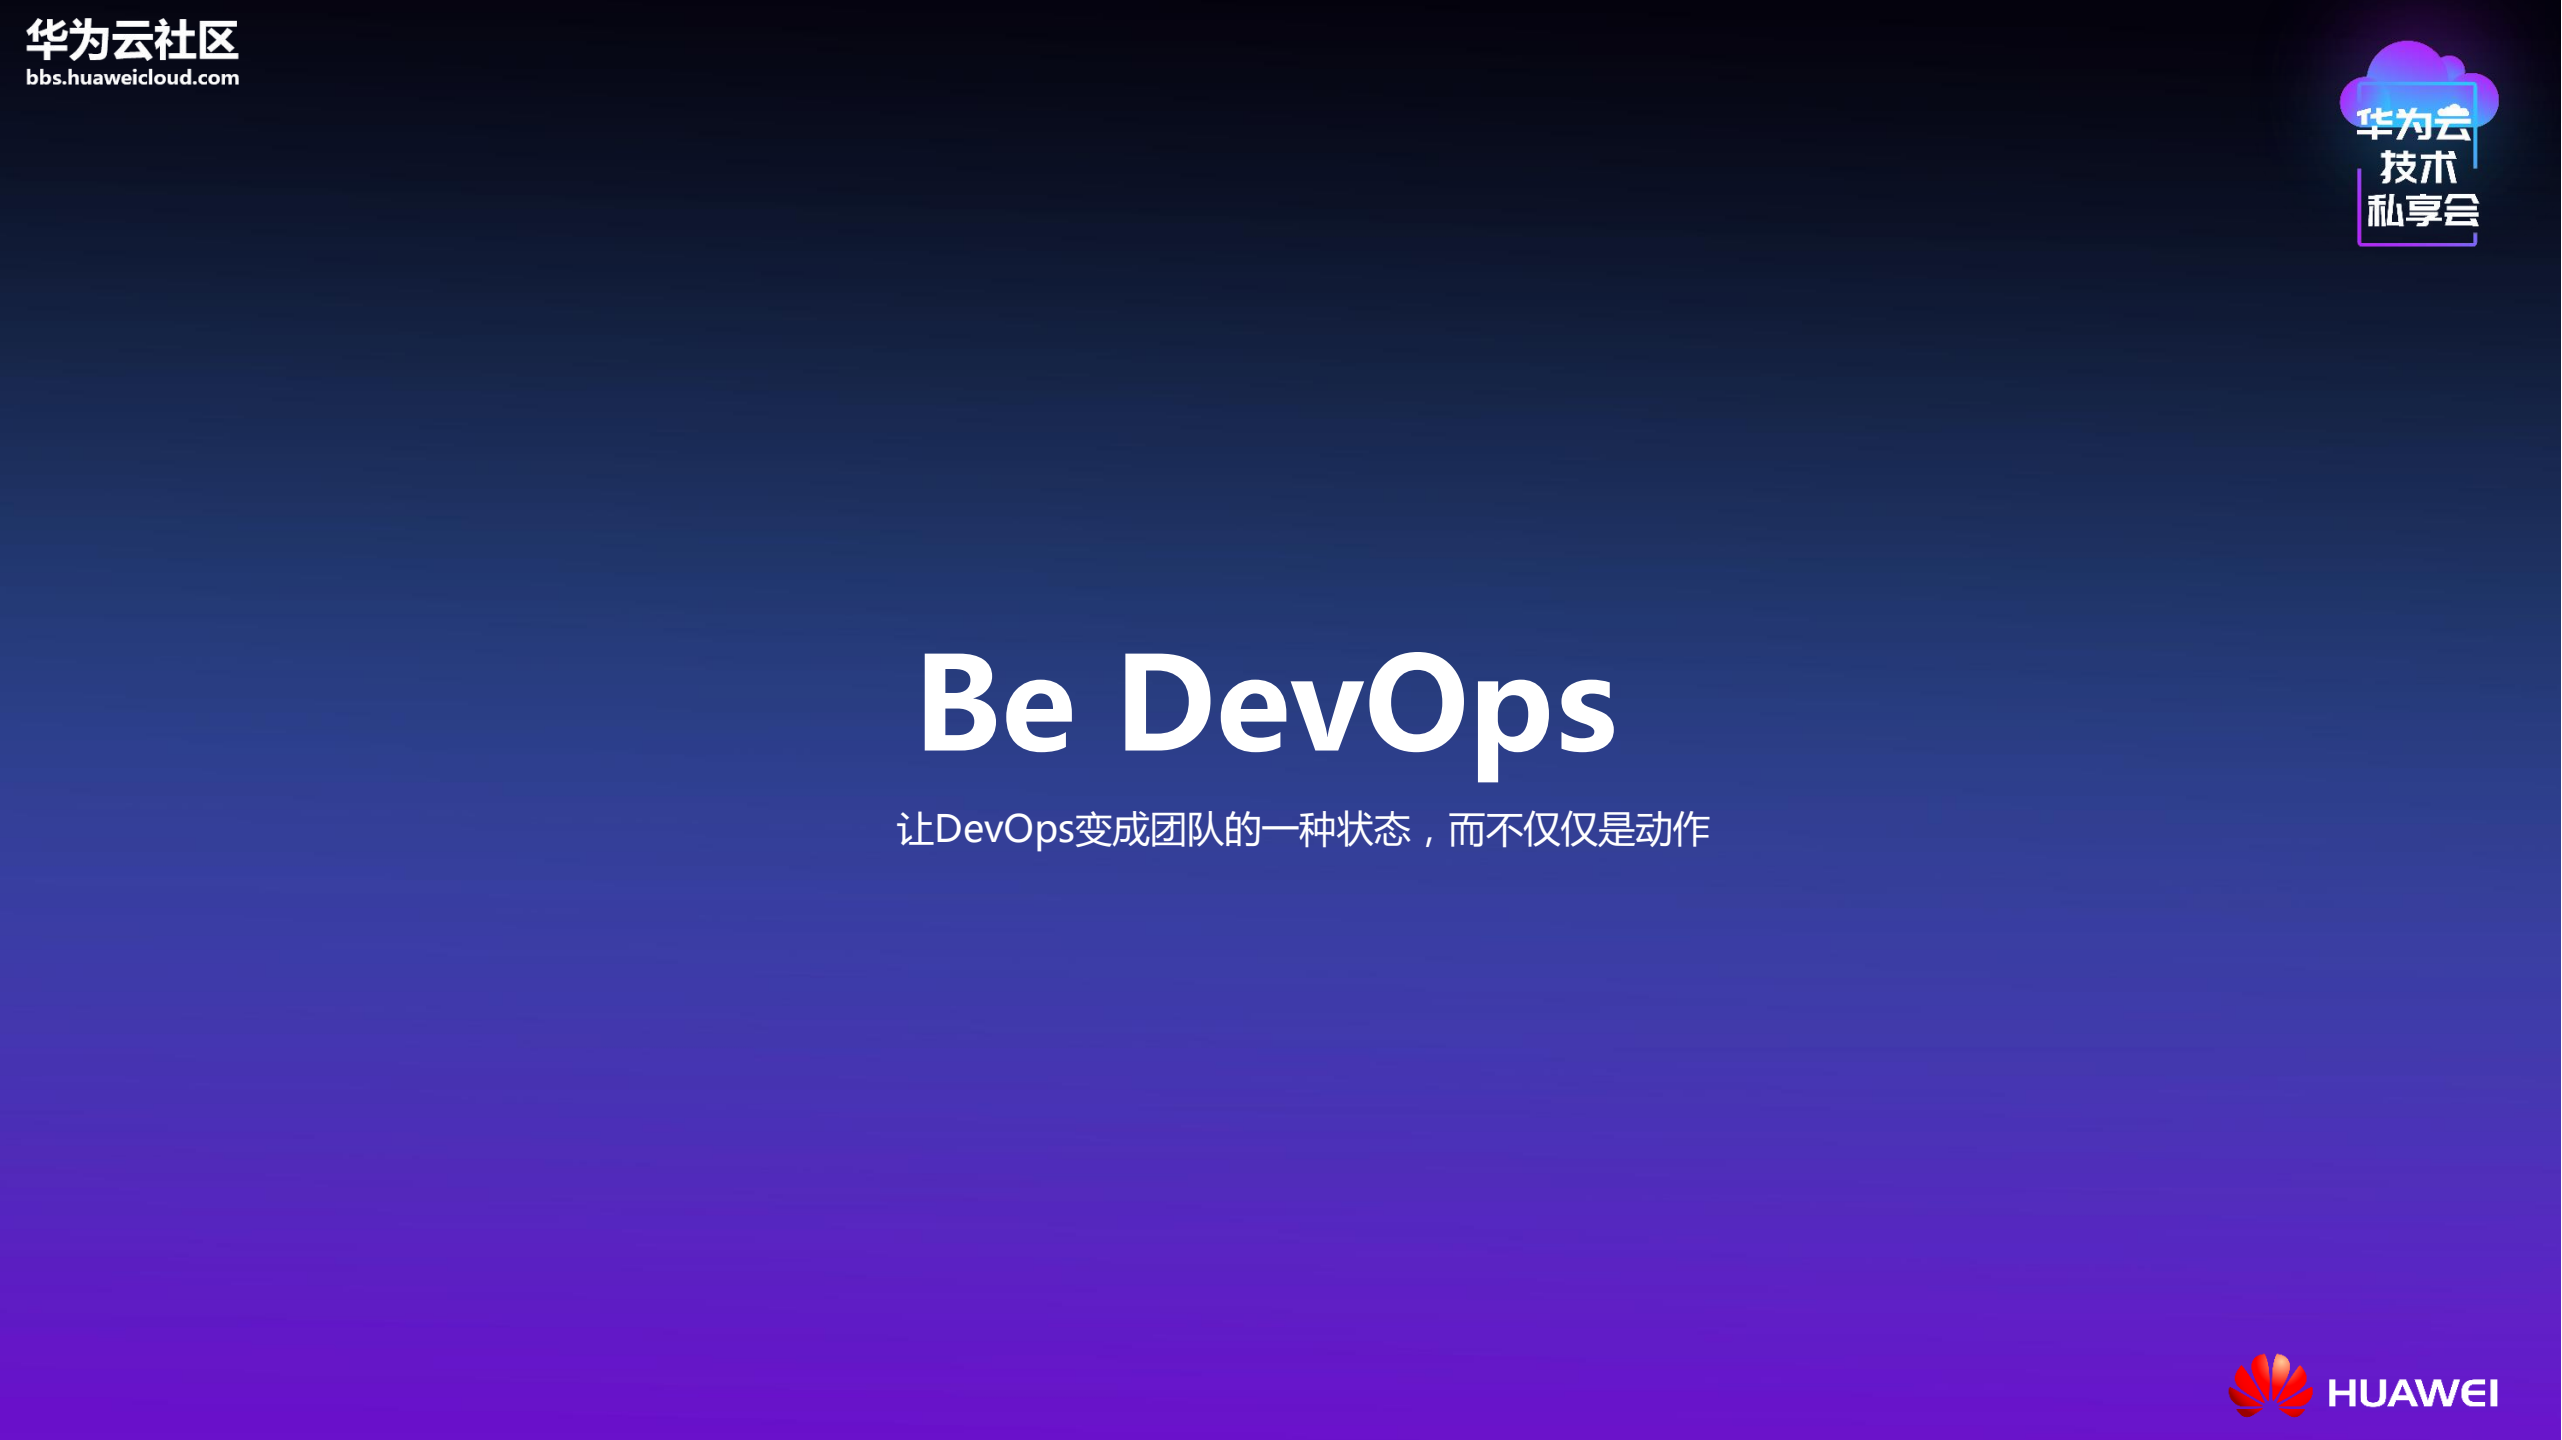 华为云社区
bbs.huaweicloud.com
华为云
技术
私享会
Be DevOps
让DevOps变成团队的一种状态，而不仅仅是动作
HUAWEI